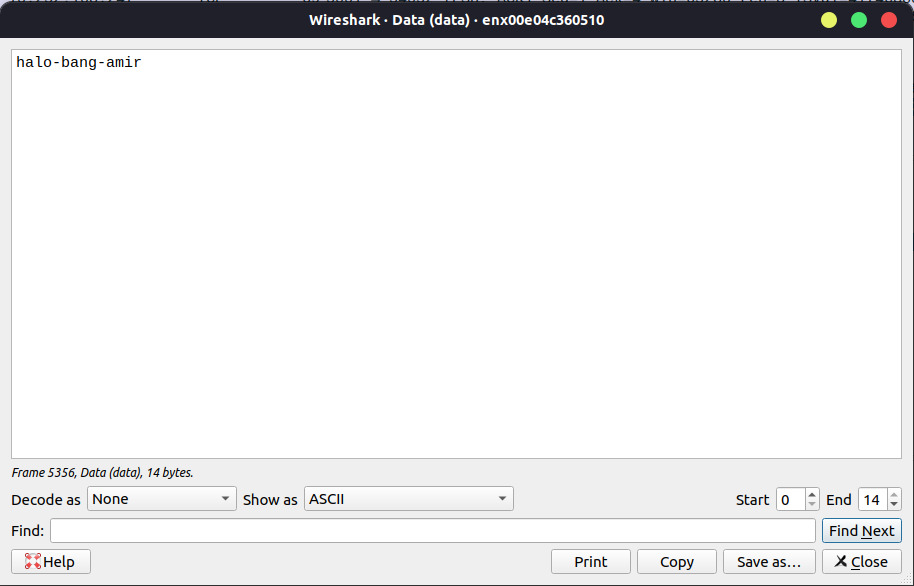 Wireshark · Data (data) · enx00e04c360510
halo-bang-amir
Frame 5356, Data (data), 14 bytes.
Decode as None Show as ASCII Start 0 End 14
Find: Find Next
Help Print Copy Save as… Close